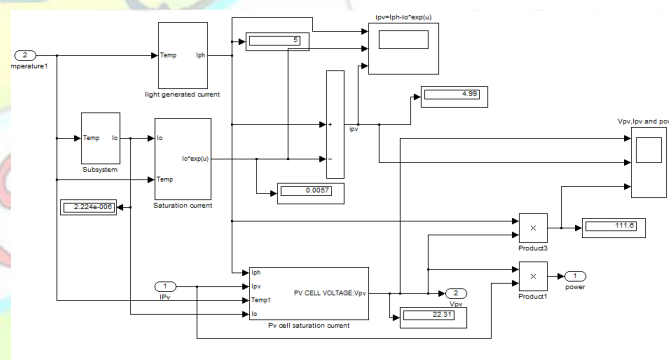 Ipv=Iph-Io*exp(u)
2
mperature1
Temp
Iph
5
light generated current
4.99
+
−
ipv
Temp
Io
Subsystem
Io
Temp
Io*exp(u)
Saturation current
0.0057
2.224e-006
Vpv,Ipv and pow
×
Product3
111.6
1
IPv
Iph
Ipv
Temp1
Io
PV CELL VOLTAGE:Vpv
Pv cell saturation current
2
Vpv
22.31
×
Product1
1
power